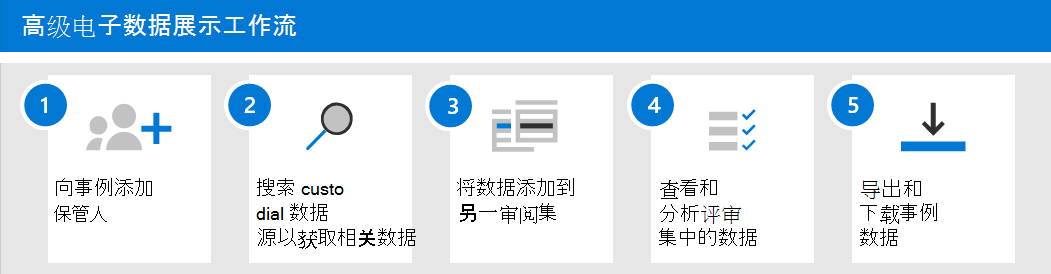 高级电子数据展示工作流
1
向事例添加
保管人
2
搜索 custo
dial 数据
源以获取相关数据
3
将数据添加到
另一审阅集
4
查看和
分析评审
集中的数据
5
导出和
下载事例
数据